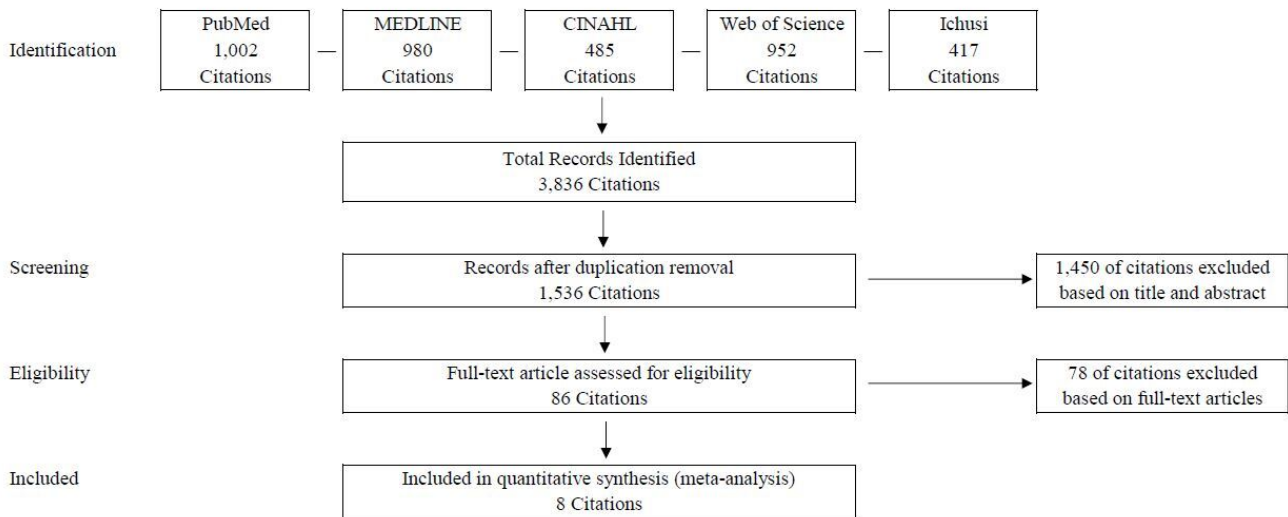 Identification
PubMed
1,002
Citations
MEDLINE
980
Citations
CINAHL
485
Citations
Web of Science
952
Citations
Ichusi
417
Citations
Total Records Identified
3,836 Citations
Screening
Records after duplication removal
1,536 Citations
1,450 of citations excluded
based on title and abstract
Eligibility
Full-text article assessed for eligibility
86 Citations
78 of citations excluded
based on full-text articles
Included
Included in quantitative synthesis (meta-analysis)
8 Citations